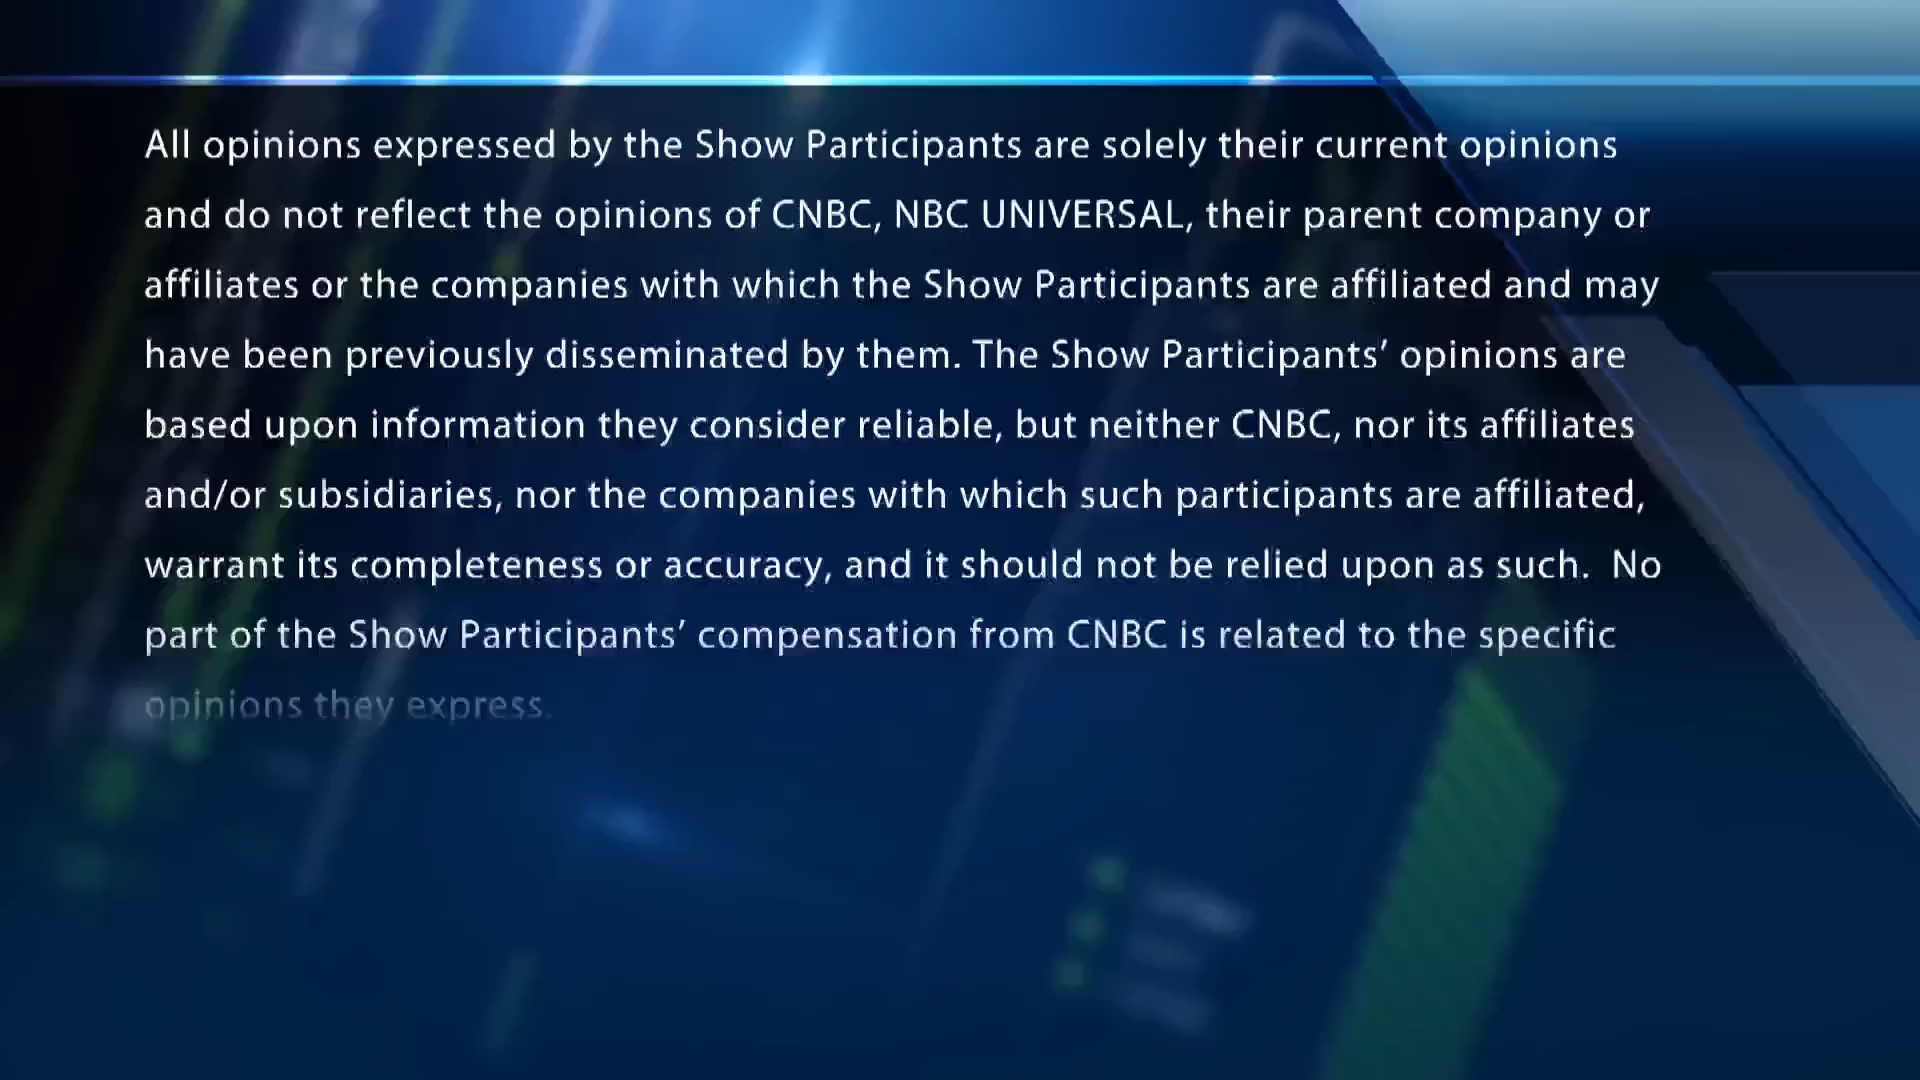 All opinions expressed by the Show Participants are solely their current opinions
and do not reflect the opinions of CNBC, NBC UNIVERSAL, their parent company or
affiliates or the companies with which the Show Participants are affiliated and may
have been previously disseminated by them. The Show Participants’ opinions are
based upon information they consider reliable, but neither CNBC, nor its affiliates
and/or subsidiaries, nor the companies with which such participants are affiliated,
warrant its completeness or accuracy, and it should not be relied upon as such.  No
part of the Show Participants’ compensation from CNBC is related to the specific
opinions they express.